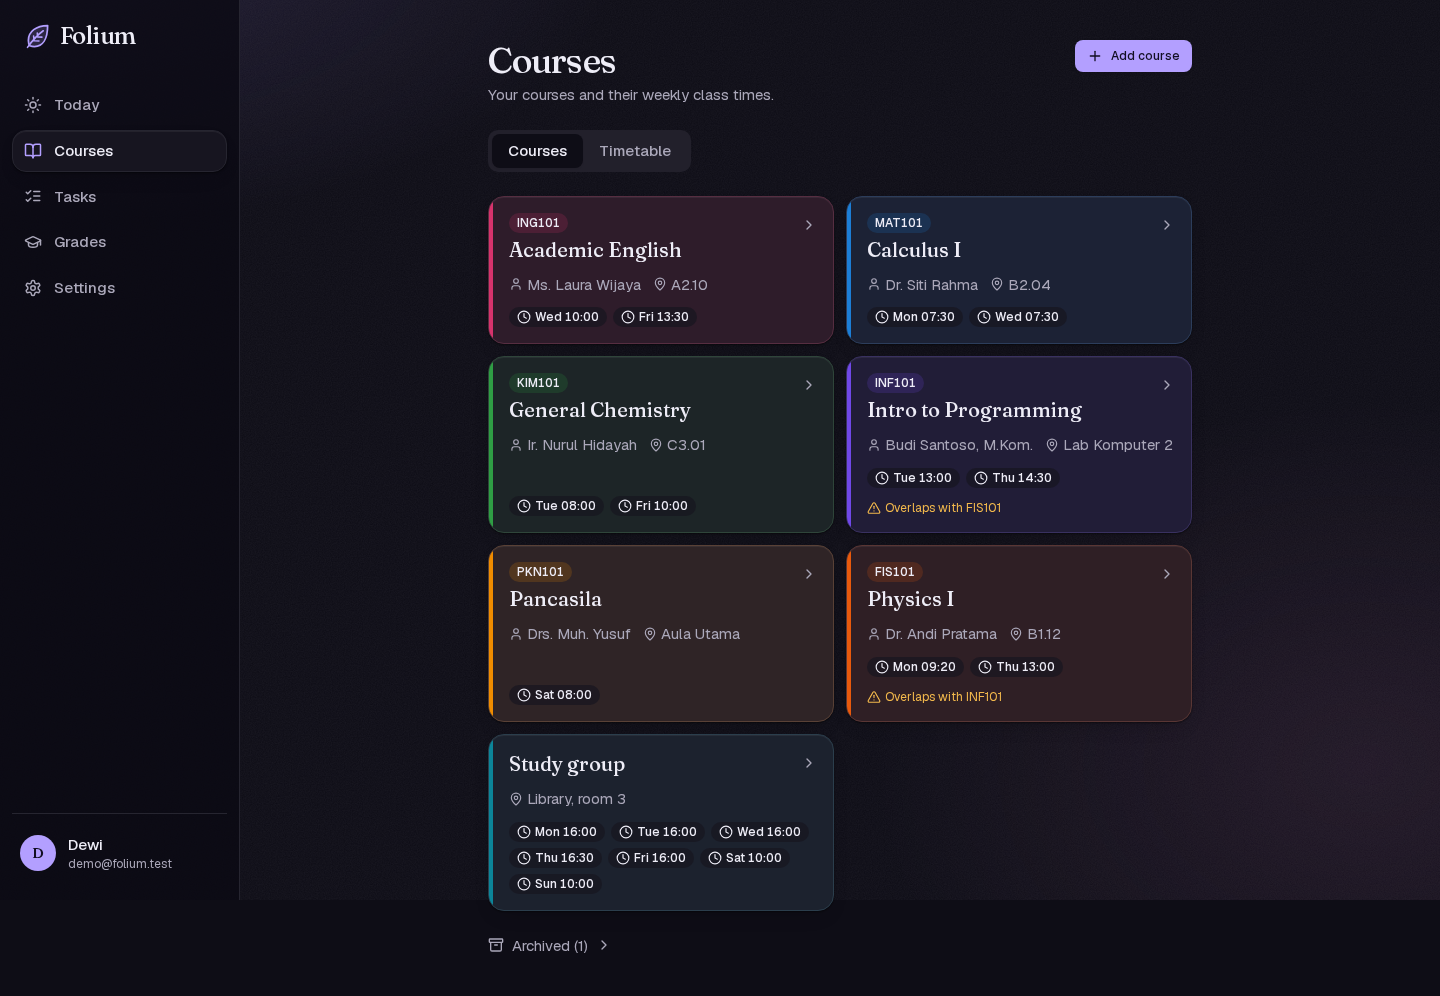 Folium
Today
Courses
Tasks
Grades
Settings
Dewi
demo@folium.test
D
Courses
Your courses and their weekly class times.
Add course
Courses
Timetable
ING101
Academic English
Ms. Laura Wijaya A2.10
Wed 10:00 Fri 13:30
MAT101
Calculus I
Dr. Siti Rahma B2.04
Mon 07:30 Wed 07:30
KIM101
General Chemistry
Ir. Nurul Hidayah C3.01
Tue 08:00 Fri 10:00
INF101
Intro to Programming
Budi Santoso, M.Kom. Lab Komputer 2
Tue 13:00 Thu 14:30
Overlaps with FIS101
PKN101
Pancasila
Drs. Muh. Yusuf Aula Utama
Sat 08:00
FIS101
Physics I
Dr. Andi Pratama B1.12
Mon 09:20 Thu 13:00
Overlaps with INF101
Study group
Library, room 3
Mon 16:00 Tue 16:00 Wed 16:00
Thu 16:30 Fri 16:00 Sat 10:00
Sun 10:00
Archived (1)